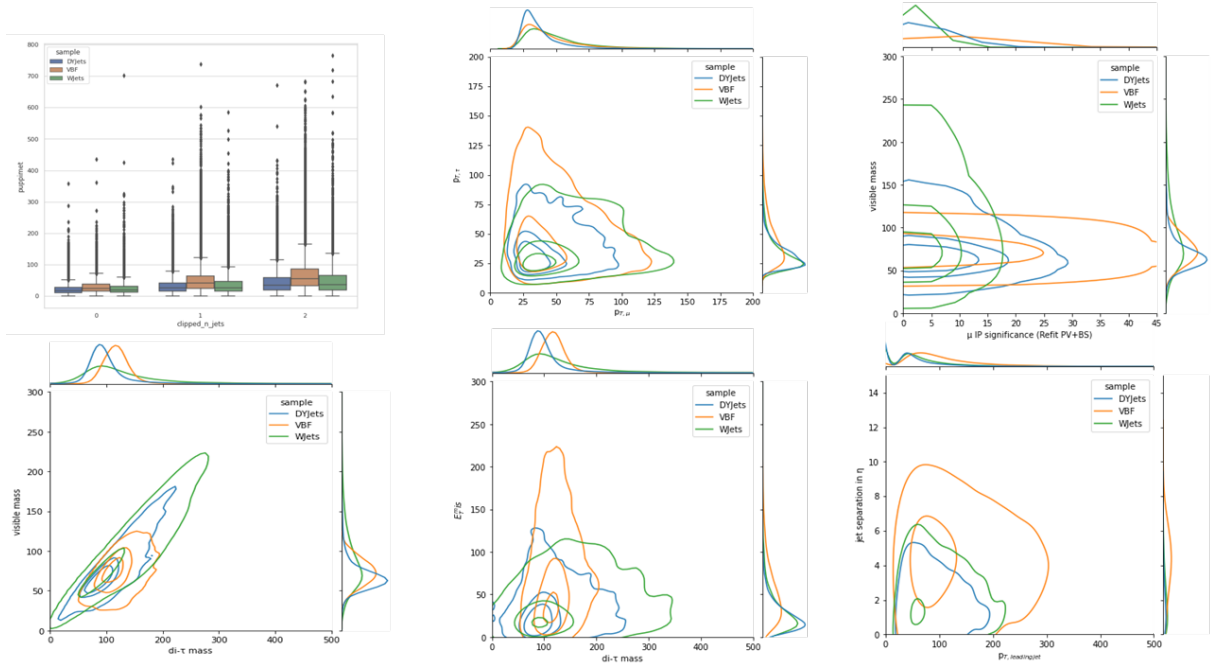 sample
DYJets
VBF
WJets
800
700
600
500
400
300
200
100
0
puppimet
0 1 2
clipped_n_jets
200
175
150
125
100
75
50
25
0
p_T,τ
sample
DYJets
VBF
WJets
0 25 50 75 100 125 150 175 200
p_T,μ
300
250
200
150
100
50
0
visible mass
sample
DYJets
VBF
WJets
0 5 10 15 20 25 30 35 40 45
μ IP significance (Refit PV+BS)
300
250
200
150
100
50
0
visible mass
sample
DYJets
VBF
WJets
0 100 200 300 400 500
di-τ mass
300
250
200
150
100
50
0
E_T^mis
sample
DYJets
VBF
WJets
0 100 200 300 400 500
di-τ mass
14
12
10
8
6
4
2
0
jet separation in η
sample
DYJets
VBF
WJets
0 100 200 300 400 500
p_T,leadingjet